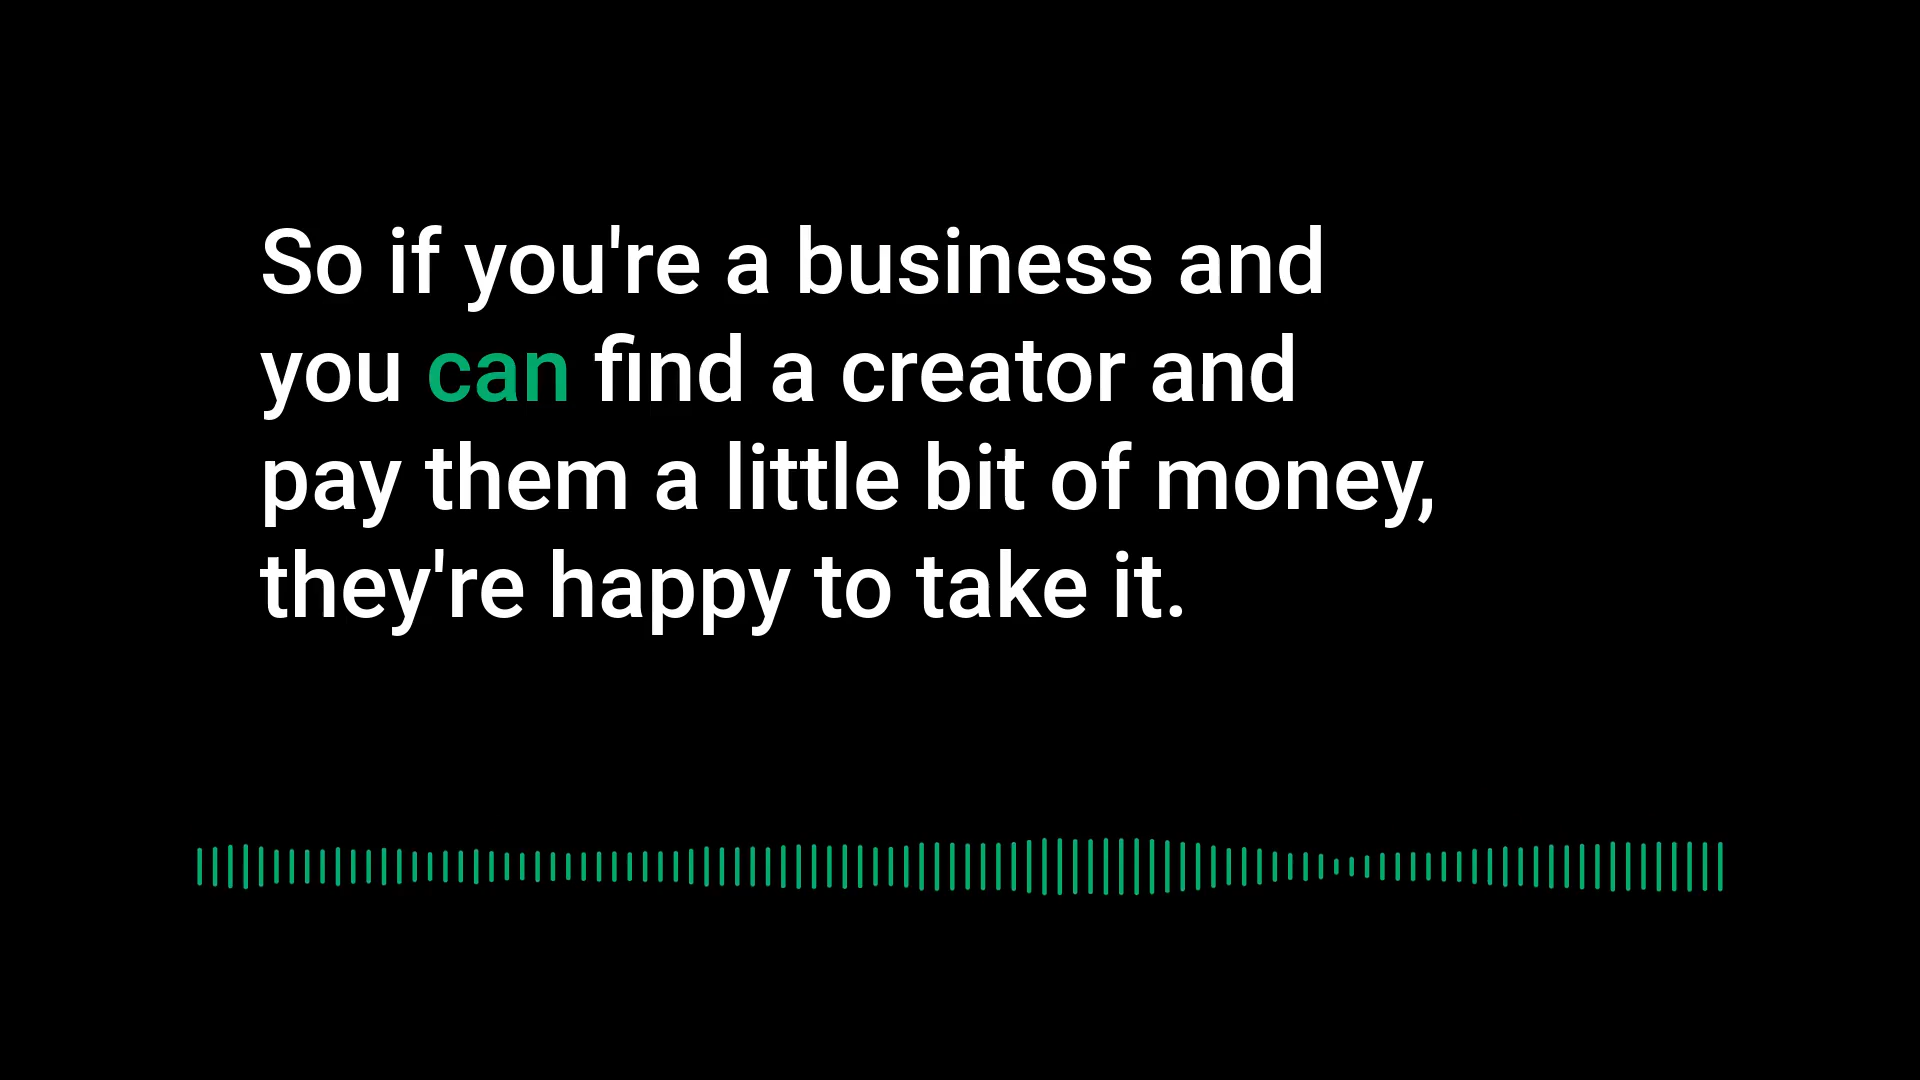 So if you're a business and
you can find a creator and
pay them a little bit of money,
they're happy to take it.